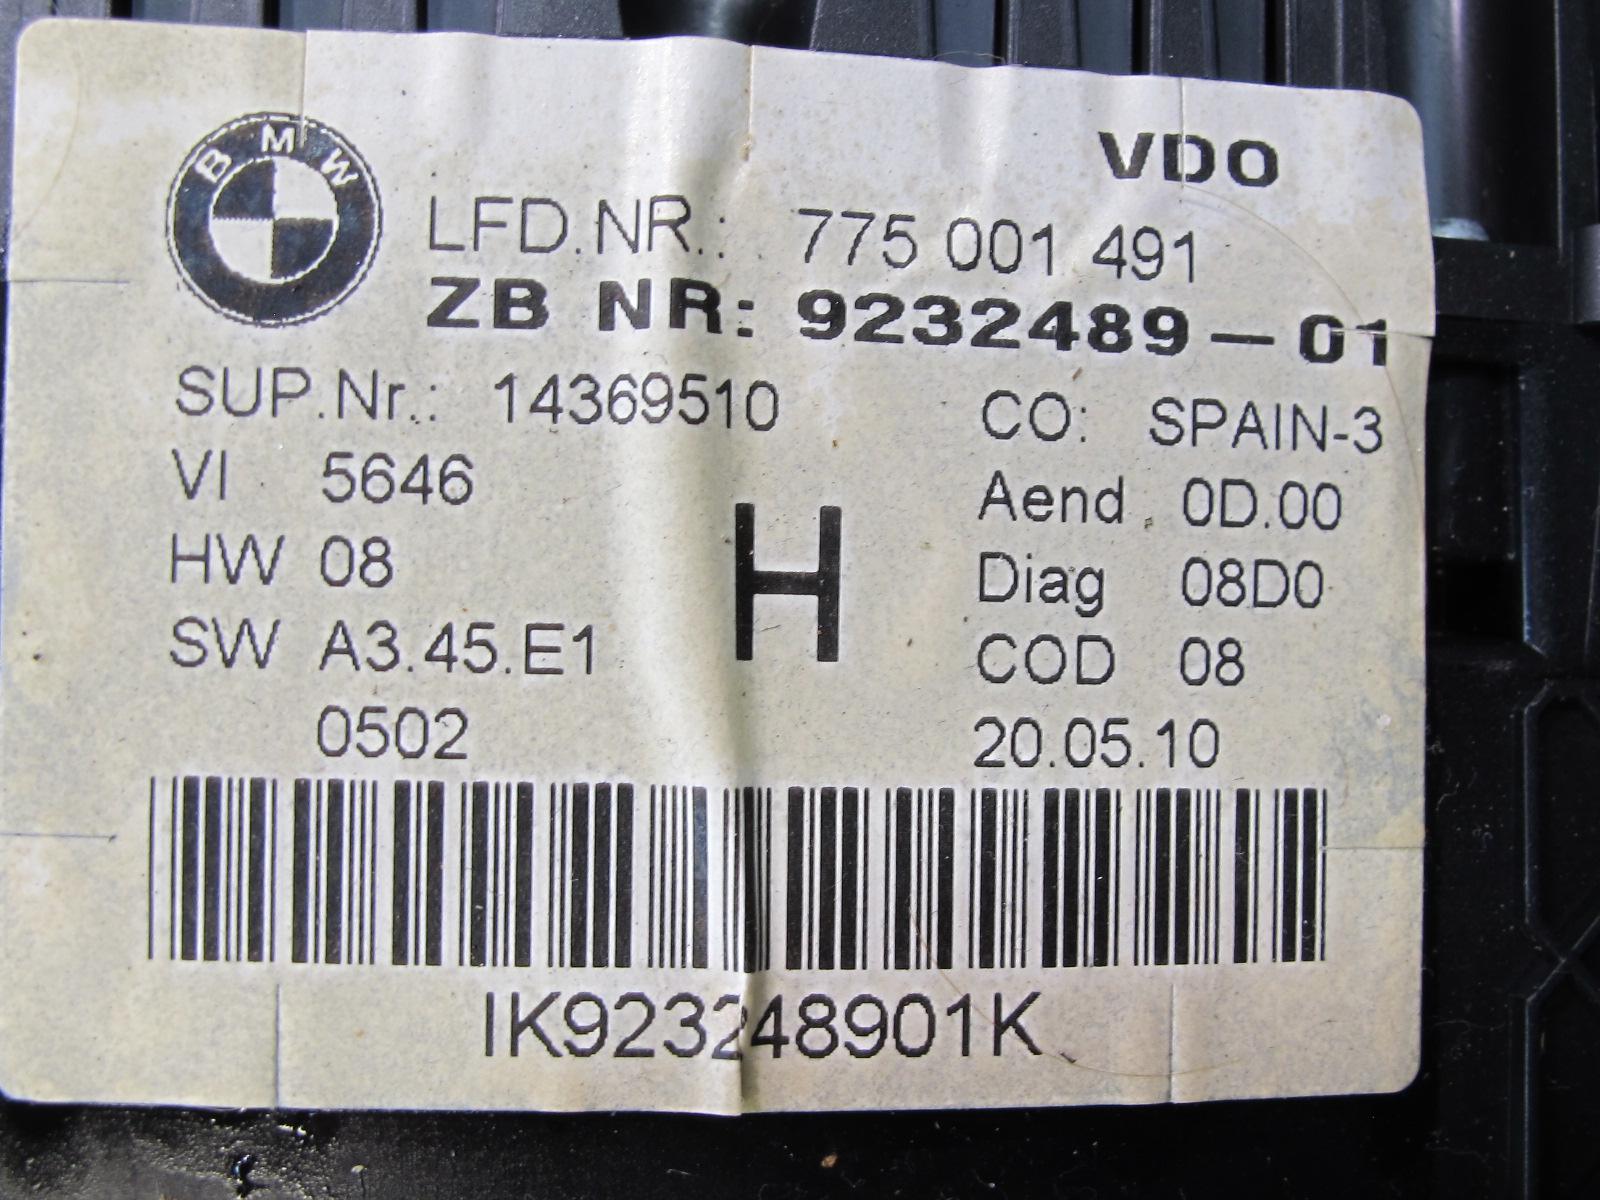 BMW
VDO
LFD.NR.: 775 001 491
ZB NR: 9232489-01
SUP.Nr.: 14369510 CO: SPAIN-3
VI 5646 Aend. 0D.00
HW 08 H Diag 08D0
SW A3.45.E1 COD 08
0502 20.05.10
IK923248901K